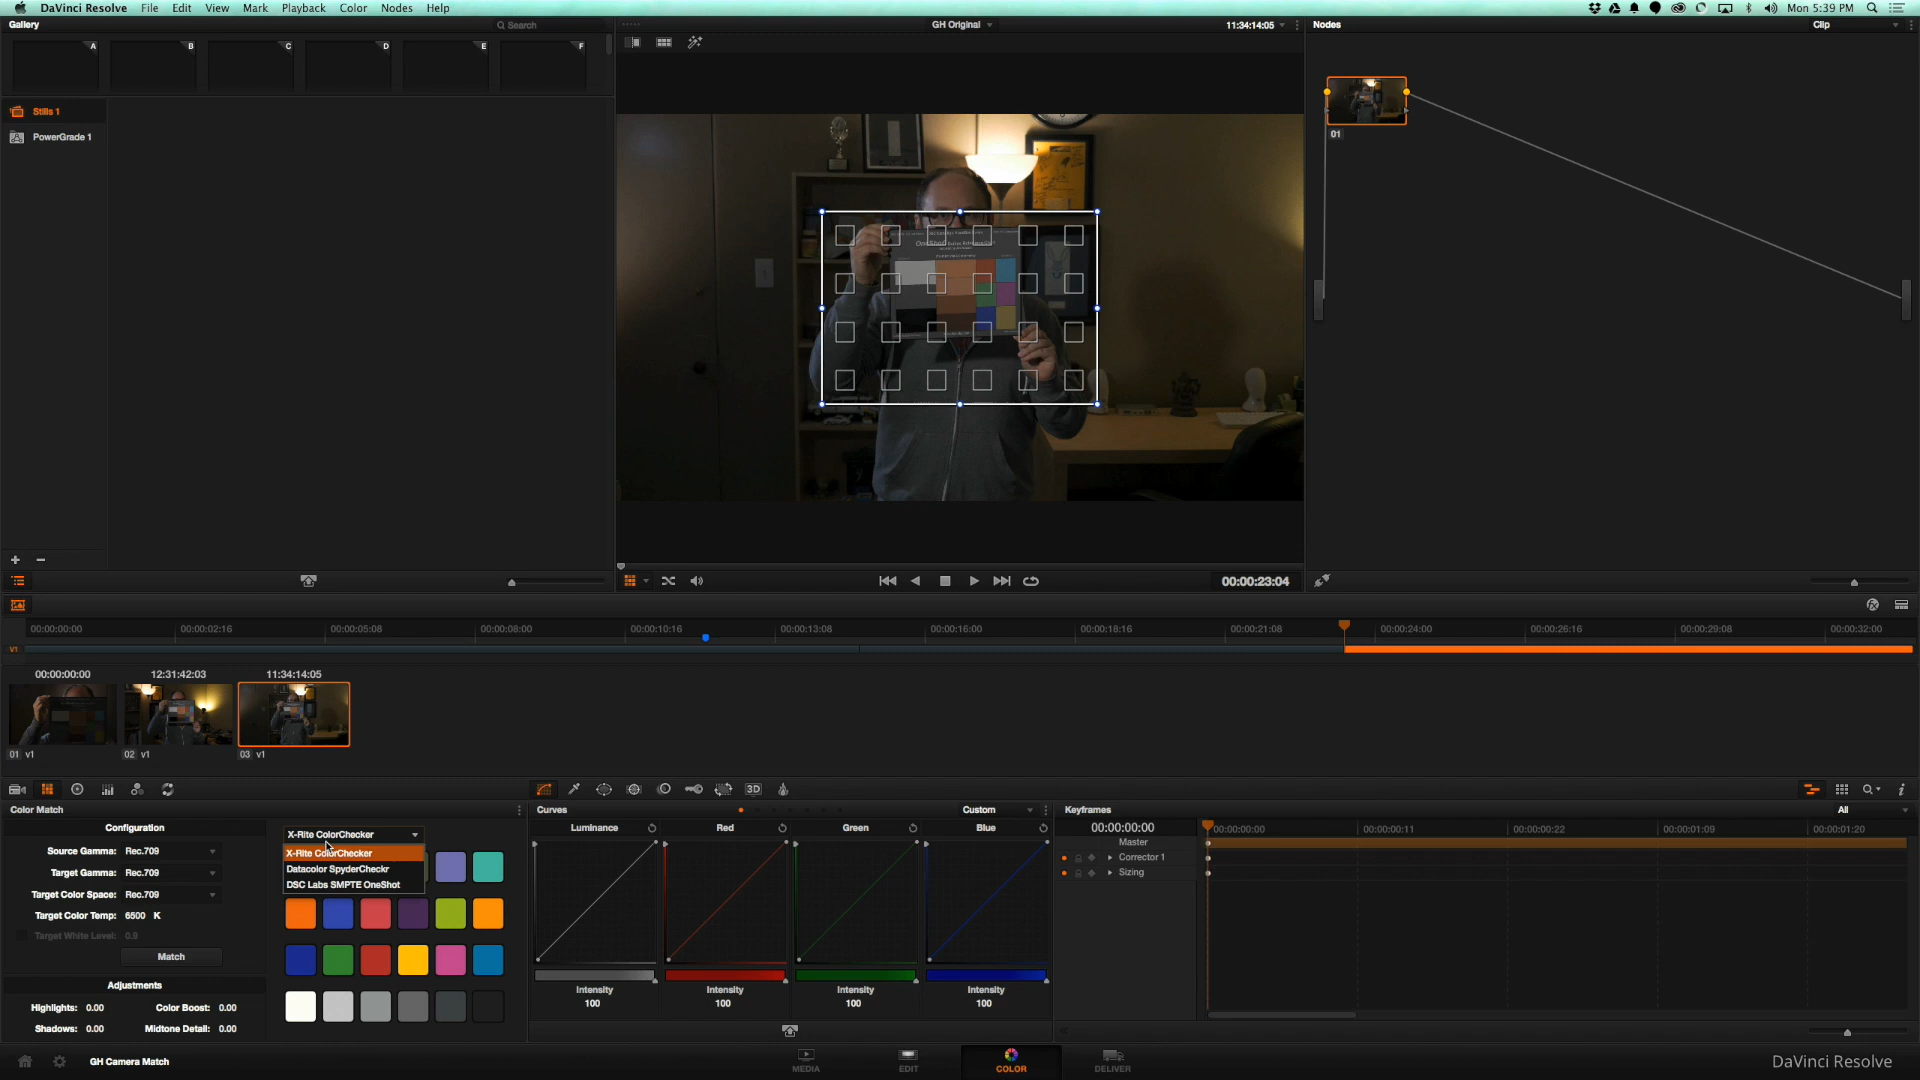 DaVinci Resolve File Edit View Mark Playback Color Nodes Help Mon 5:39 PM
Gallery Search GH Original 11:34:14:05 Nodes Clip
A B C D E F
Stills 1
PowerGrade 1
01
OneShot
00:00:23:04
00:00:00:00 00:00:02:16 00:00:05:08 00:00:08:00 00:00:10:16 00:00:13:08 00:00:16:00 00:00:18:16 00:00:21:08 00:00:24:00 00:00:26:16 00:00:29:08 00:00:32:00
V1
00:00:00:00 12:31:42:03 11:34:14:05
01 v1 02 v1 03 v1
3D
Color Match Curves Custom Keyframes All
Configuration
Source Gamma: Rec.709
Target Gamma: Rec.709
Target Color Space: Rec.709
Target Color Temp: 6500 K
Target White Level: 0.9
Match
Adjustments
Highlights: 0.00 Color Boost: 0.00
Shadows: 0.00 Midtone Detail: 0.00
X-Rite ColorChecker
X-Rite ColorChecker
Datacolor SpyderCheckr
DSC Labs SMPTE OneShot
Luminance Red Green Blue
Intensity Intensity Intensity Intensity
100 100 100 100
00:00:00:00 00:00:00:00 00:00:00:11 00:00:00:22 00:00:01:09 00:00:01:20
Master
Corrector 1
Sizing
GH Camera Match MEDIA EDIT COLOR DELIVER DaVinci Resolve